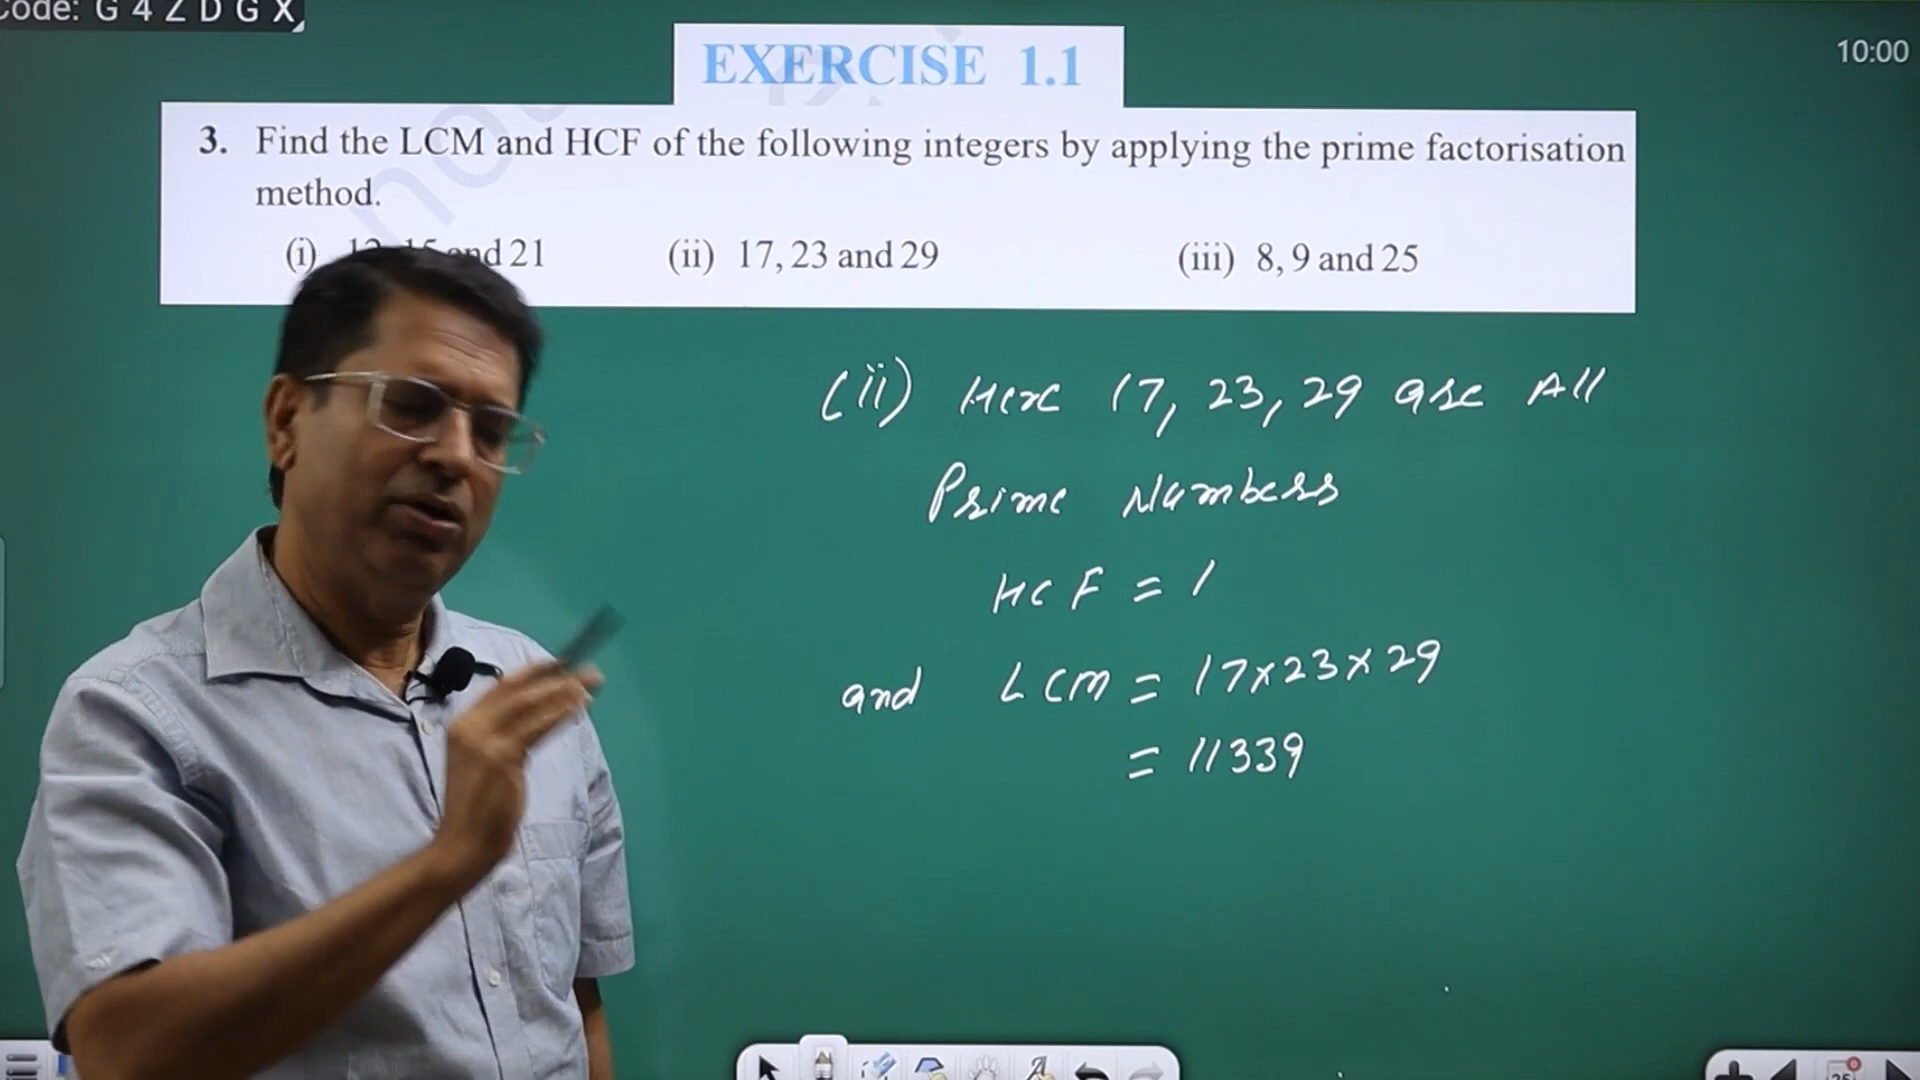 Code: G 4 Z D G X
10:00
EXERCISE 1.1
3. Find the LCM and HCF of the following integers by applying the prime factorisation
method.
(i) 12, 15 and 21 (ii) 17, 23 and 29 (iii) 8, 9 and 25
(ii) Here 17, 23, 29 are All
Prime Numbers
HCF = 1
and LCM = 17×23×29
= 11339